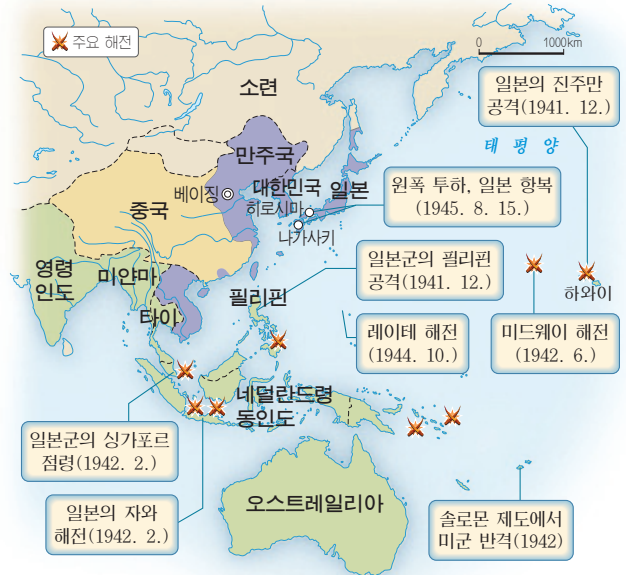 주요 해전
0 1000km
소련
일본의 진주만
공격(1941. 12.)
태평양
만주국
베이징
대한민국
일본
히로시마
나가사키
원폭 투하, 일본 항복
(1945. 8. 15.)
중국
영령
인도
미얀마
타이
필리핀
일본군의 필리핀
공격(1941. 12.)
하와이
레이테 해전
(1944. 10.)
미드웨이 해전
(1942. 6.)
네덜란드령
동인도
일본군의 싱가포르
점령(1942. 2.)
일본의 자와
해전(1942. 2.)
오스트레일리아
솔로몬 제도에서
미군 반격(1942)